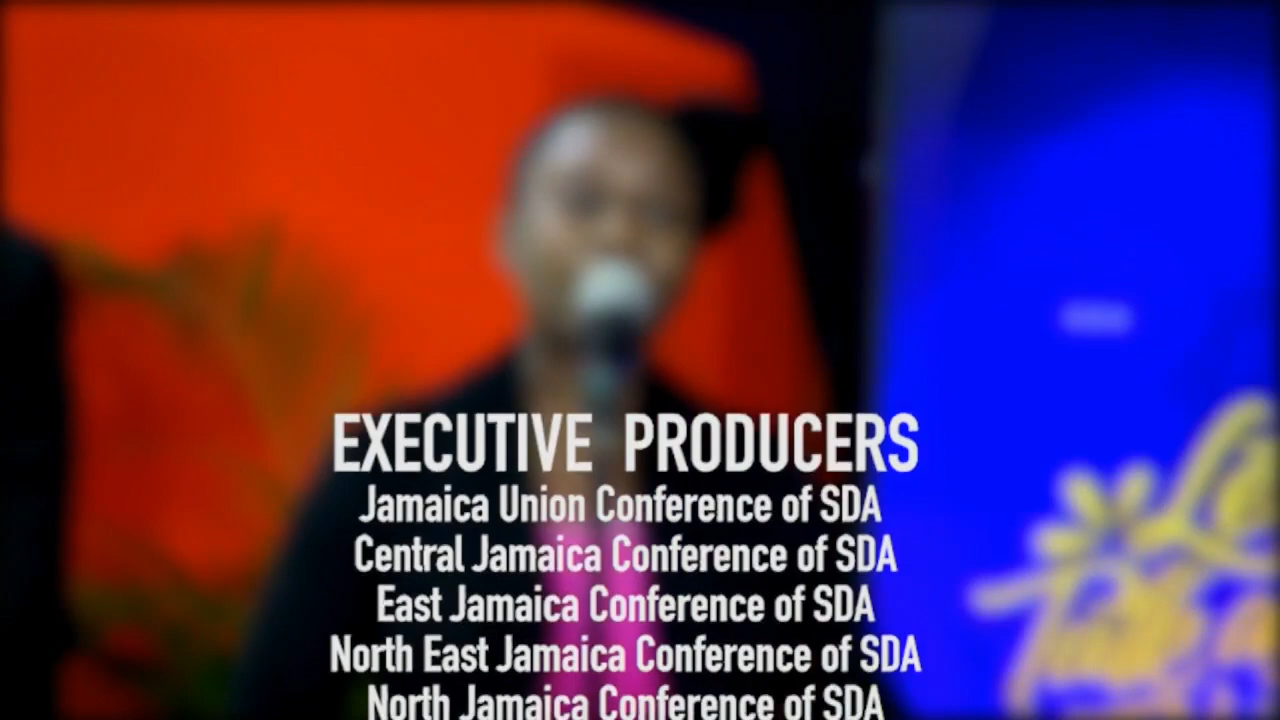 EXECUTIVE PRODUCERS
Jamaica Union Conference of SDA
Central Jamaica Conference of SDA
East Jamaica Conference of SDA
North East Jamaica Conference of SDA
North Jamaica Conference of SDA